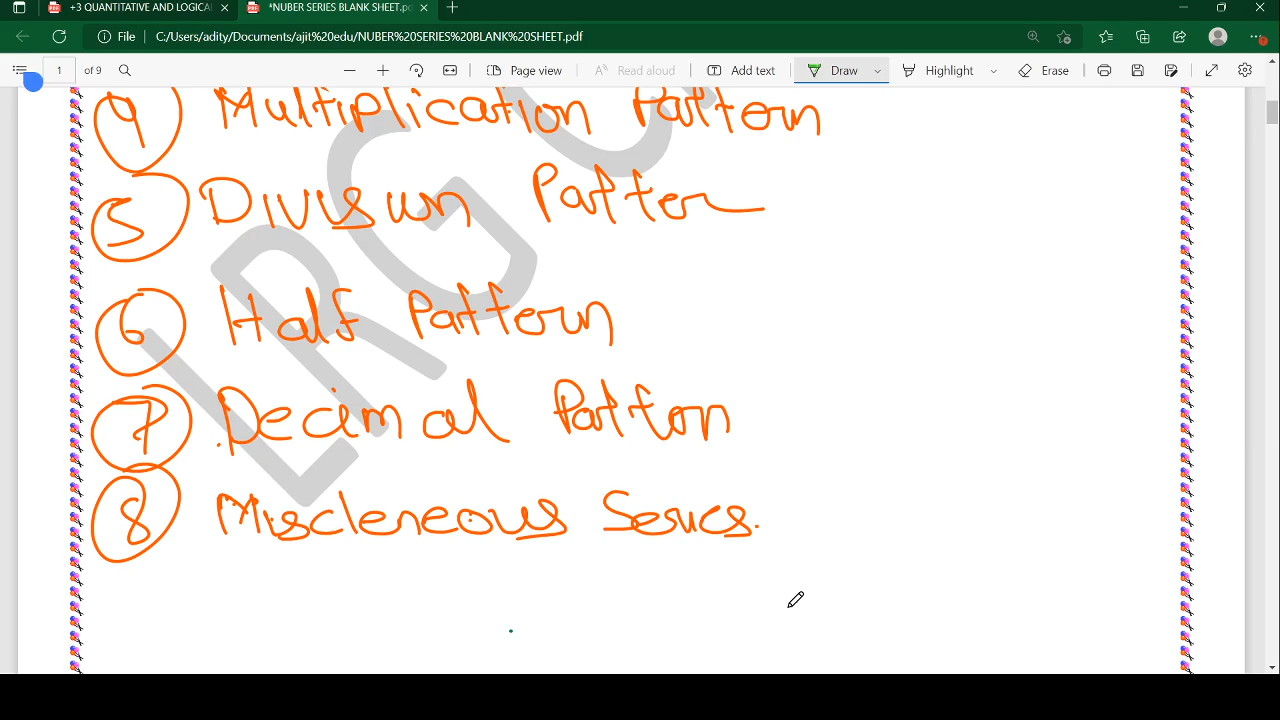 +3 QUANTITATIVE AND LOGICAL
*NUBER SERIES BLANK SHEET.pdf
File C:/Users/adity/Documents/ajit%20edu/NUBER%20SERIES%20BLANK%20SHEET.pdf
1 of 9 Page view Read aloud Add text Draw Highlight Erase
4 Multiplication Pattern
5 Division Patter
6 Half Pattern
7 Decimal Pattern
8 Miscleneous Series.